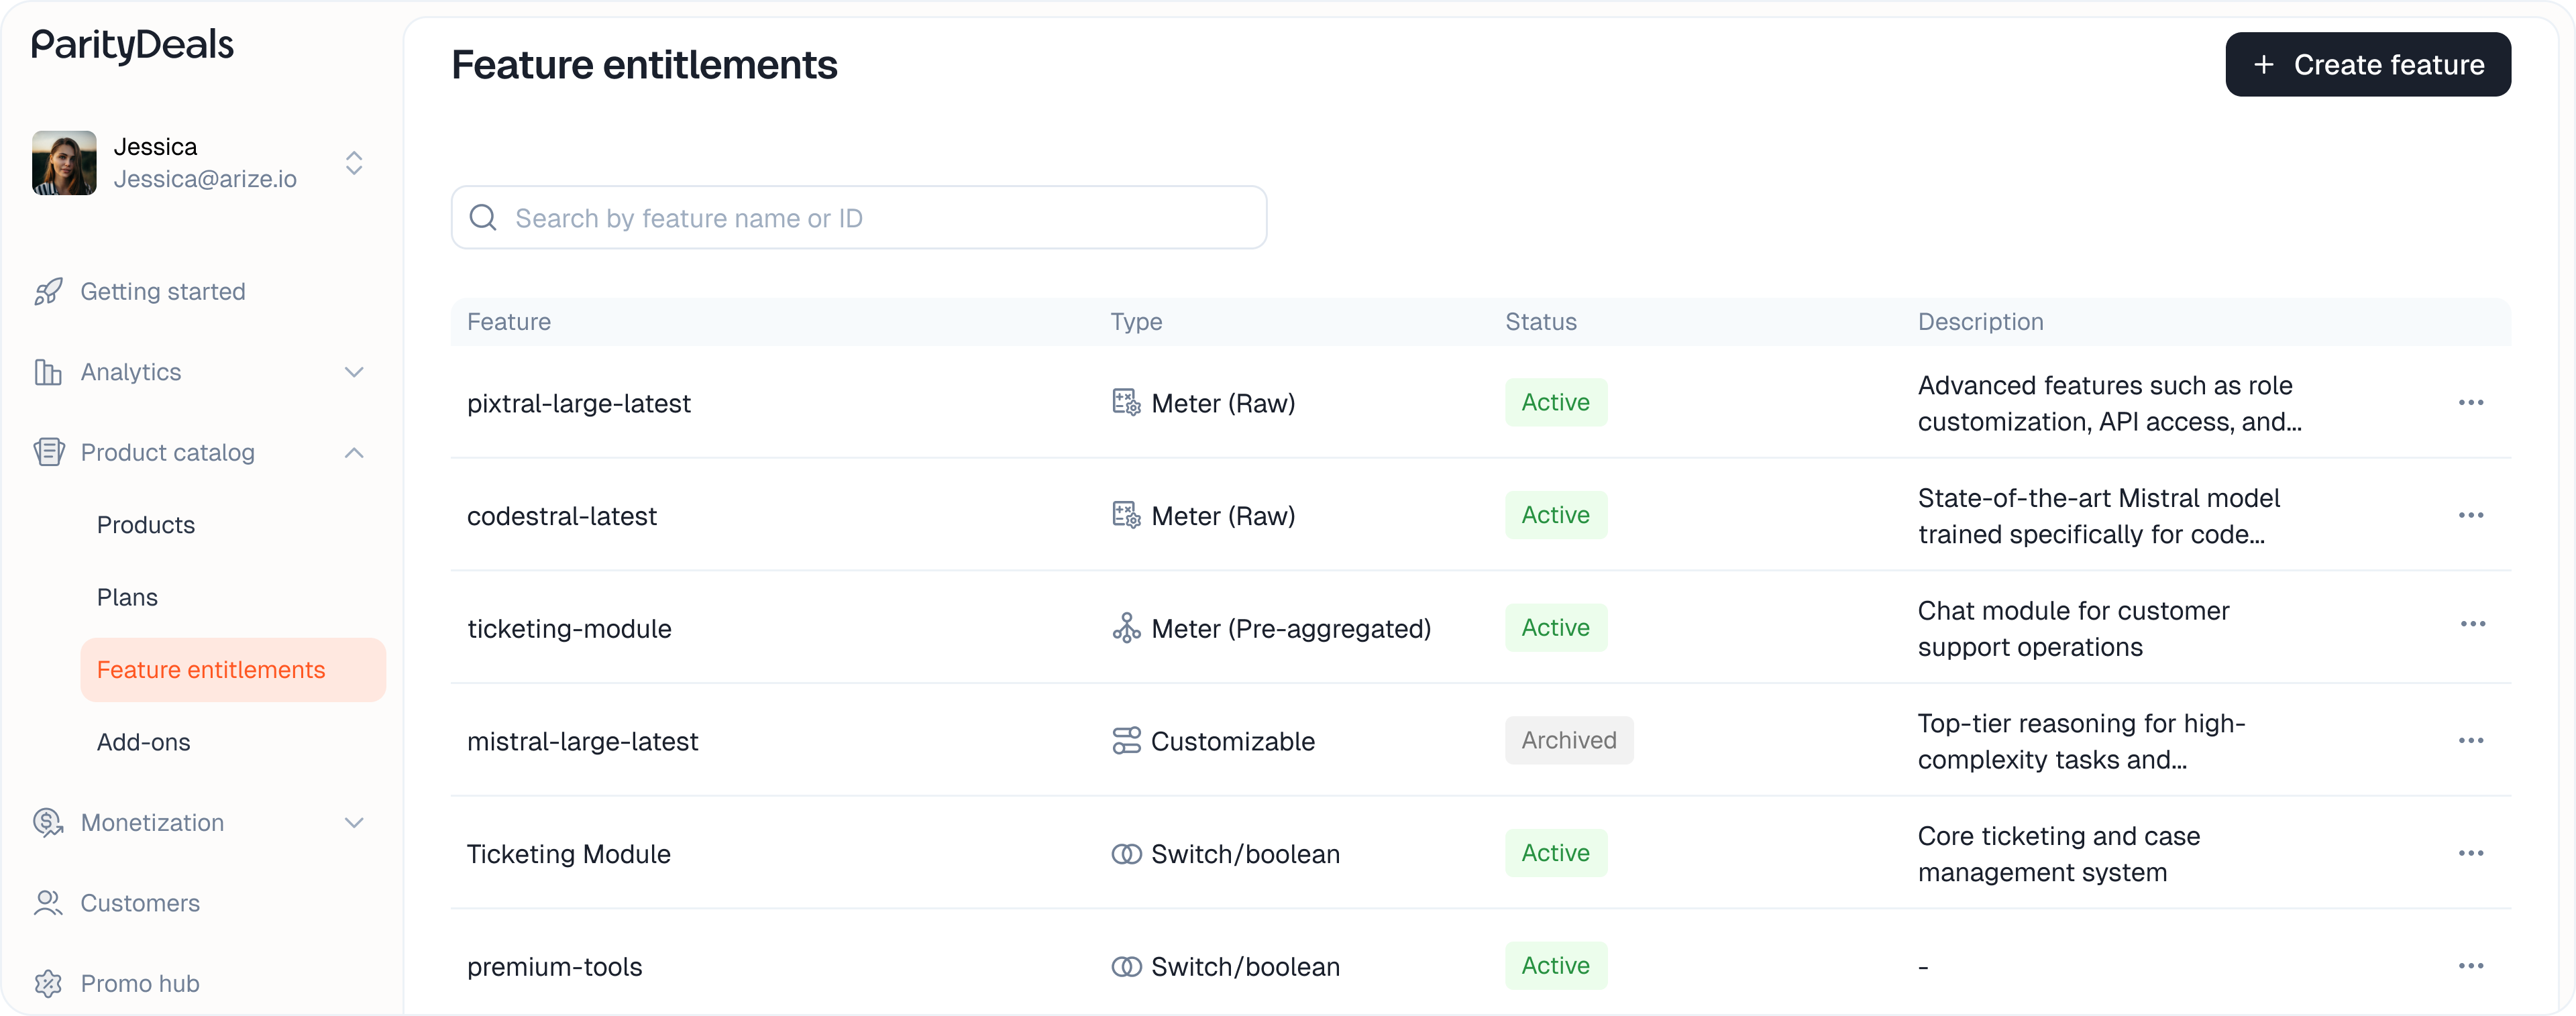 ParityDeals
Jessica
Jessica@arize.io
Getting started
Analytics
Product catalog
Products
Plans
Feature entitlements
Add-ons
Monetization
Customers
Promo hub
Feature entitlements
+ Create feature
Search by feature name or ID
Feature Type Status Description
pixtral-large-latest Meter (Raw) Active Advanced features such as role
customization, API access, and...
codestral-latest Meter (Raw) Active State-of-the-art Mistral model
trained specifically for code...
ticketing-module Meter (Pre-aggregated) Active Chat module for customer
support operations
mistral-large-latest Customizable Archived Top-tier reasoning for high-
complexity tasks and...
Ticketing Module Switch/boolean Active Core ticketing and case
management system
premium-tools Switch/boolean Active -